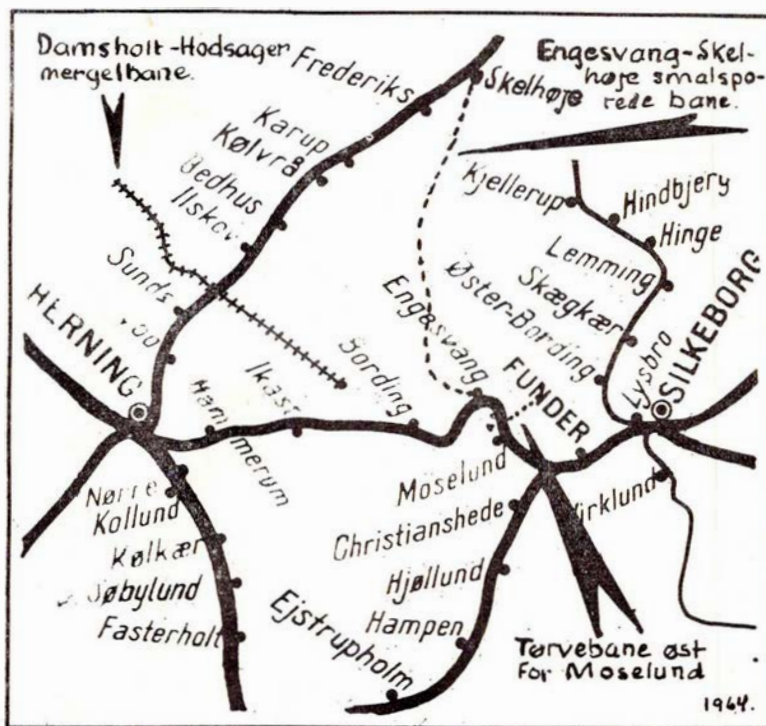 Damsholt-Hodsager
mergelbane.
Engesvang-Skel-
høje smalspo-
rede bane.
Frederiks
Skelhøje
Karup
Kølvrå
Bedhus
Ilskov
Sunds
HERNING
Kjellerup
Hindbjerg
Hinge
Lemming
Skægkær
Øster-Bording
Lysbro
SILKEBORG
Engesvang
FUNDER
Bording
Ikast
Hammerum
Moselund
Christianshede
Hjøllund
Hampen
Ejstrupholm
Nørre
Kollund
Kølkær
Fasterholt
Tørvebane øst
for Moselund
1964.